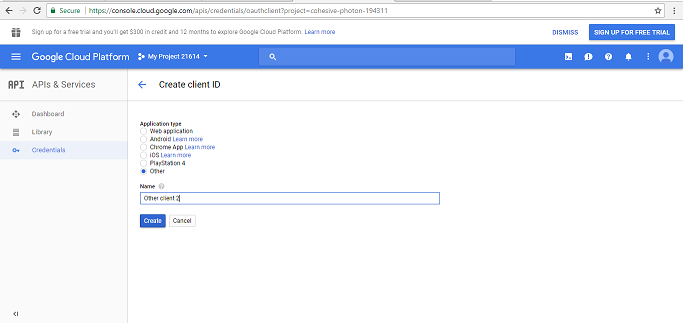 Secure https://console.cloud.google.com/apis/credentials/oauthclient?project=cohesive-photon-194311
Sign up for a free trial and you'll get $300 in credit and 12 months to explore Google Cloud Platform. Learn more
DISMISS
SIGN UP FOR FREE TRIAL
Google Cloud Platform
My Project 21614
API APIs & Services
Create client ID
Dashboard
Library
Credentials
Application type
Web application
Android Learn more
Chrome App Learn more
iOS Learn more
PlayStation 4
Other
Name
Other client 2
Create Cancel